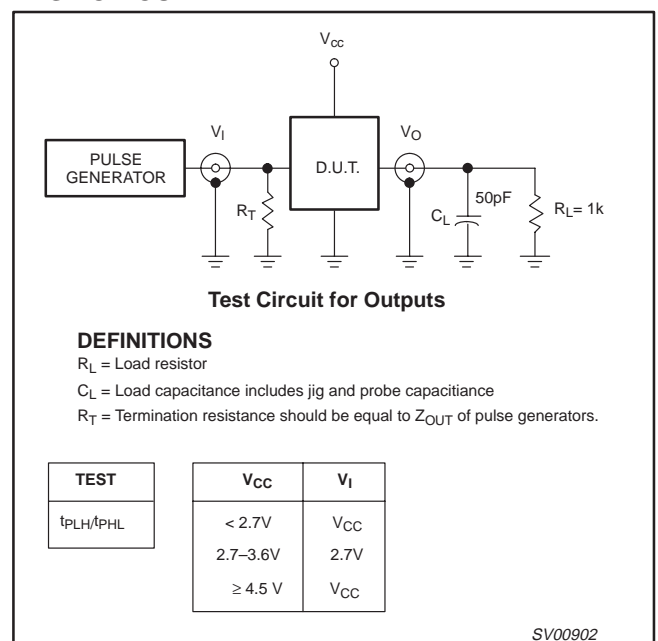 Vcc
VI
VO
PULSE
GENERATOR
D.U.T.
RT
50pF
CL
RL= 1k
Test Circuit for Outputs
DEFINITIONS
RL = Load resistor
CL = Load capacitance includes jig and probe capacitiance
RT = Termination resistance should be equal to ZOUT of pulse generators.
TEST
tPLH/tPHL
VCC VI
< 2.7V VCC
2.7–3.6V 2.7V
≥ 4.5 V VCC
SV00902